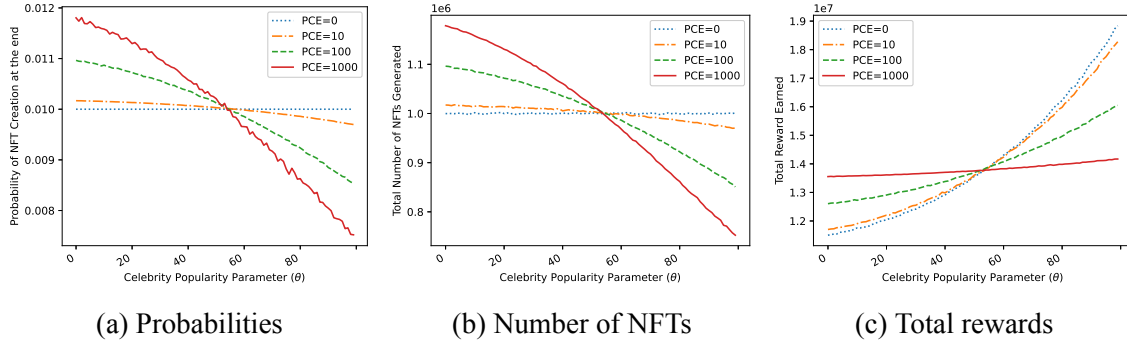 0.012
0.011
0.010
0.009
0.008
Probability of NFT Creation at the end
PCE=0
PCE=10
PCE=100
PCE=1000
0
20
40
60
80
Celebrity Popularity Parameter (θ)
(a) Probabilities
1e6
1.1
1.0
0.9
0.8
Total Number of NFTs Generated
PCE=0
PCE=10
PCE=100
PCE=1000
0
20
40
60
80
Celebrity Popularity Parameter (θ)
(b) Number of NFTs
1e7
1.9
1.8
1.7
1.6
1.5
1.4
1.3
1.2
Total Reward Earned
PCE=0
PCE=10
PCE=100
PCE=1000
0
20
40
60
80
Celebrity Popularity Parameter (θ)
(c) Total rewards